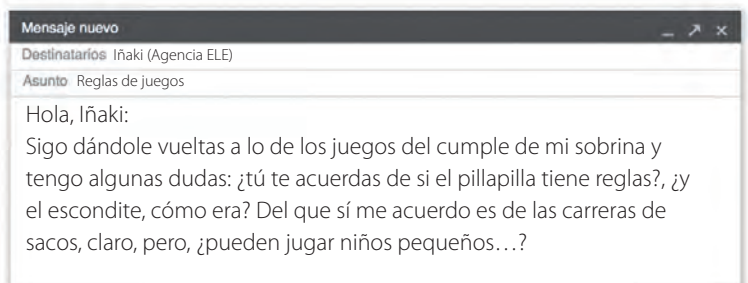 Mensaje nuevo
Destinatarios Iñaki (Agencia ELE)
Asunto Reglas de juegos
Hola, Iñaki:
Sigo dándole vueltas a lo de los juegos del cumple de mi sobrina y
tengo algunas dudas: ¿tú te acuerdas de si el pillapilla tiene reglas?, ¿y
el escondite, cómo era? Del que sí me acuerdo es de las carreras de
sacos, claro, pero, ¿pueden jugar niños pequeños…?